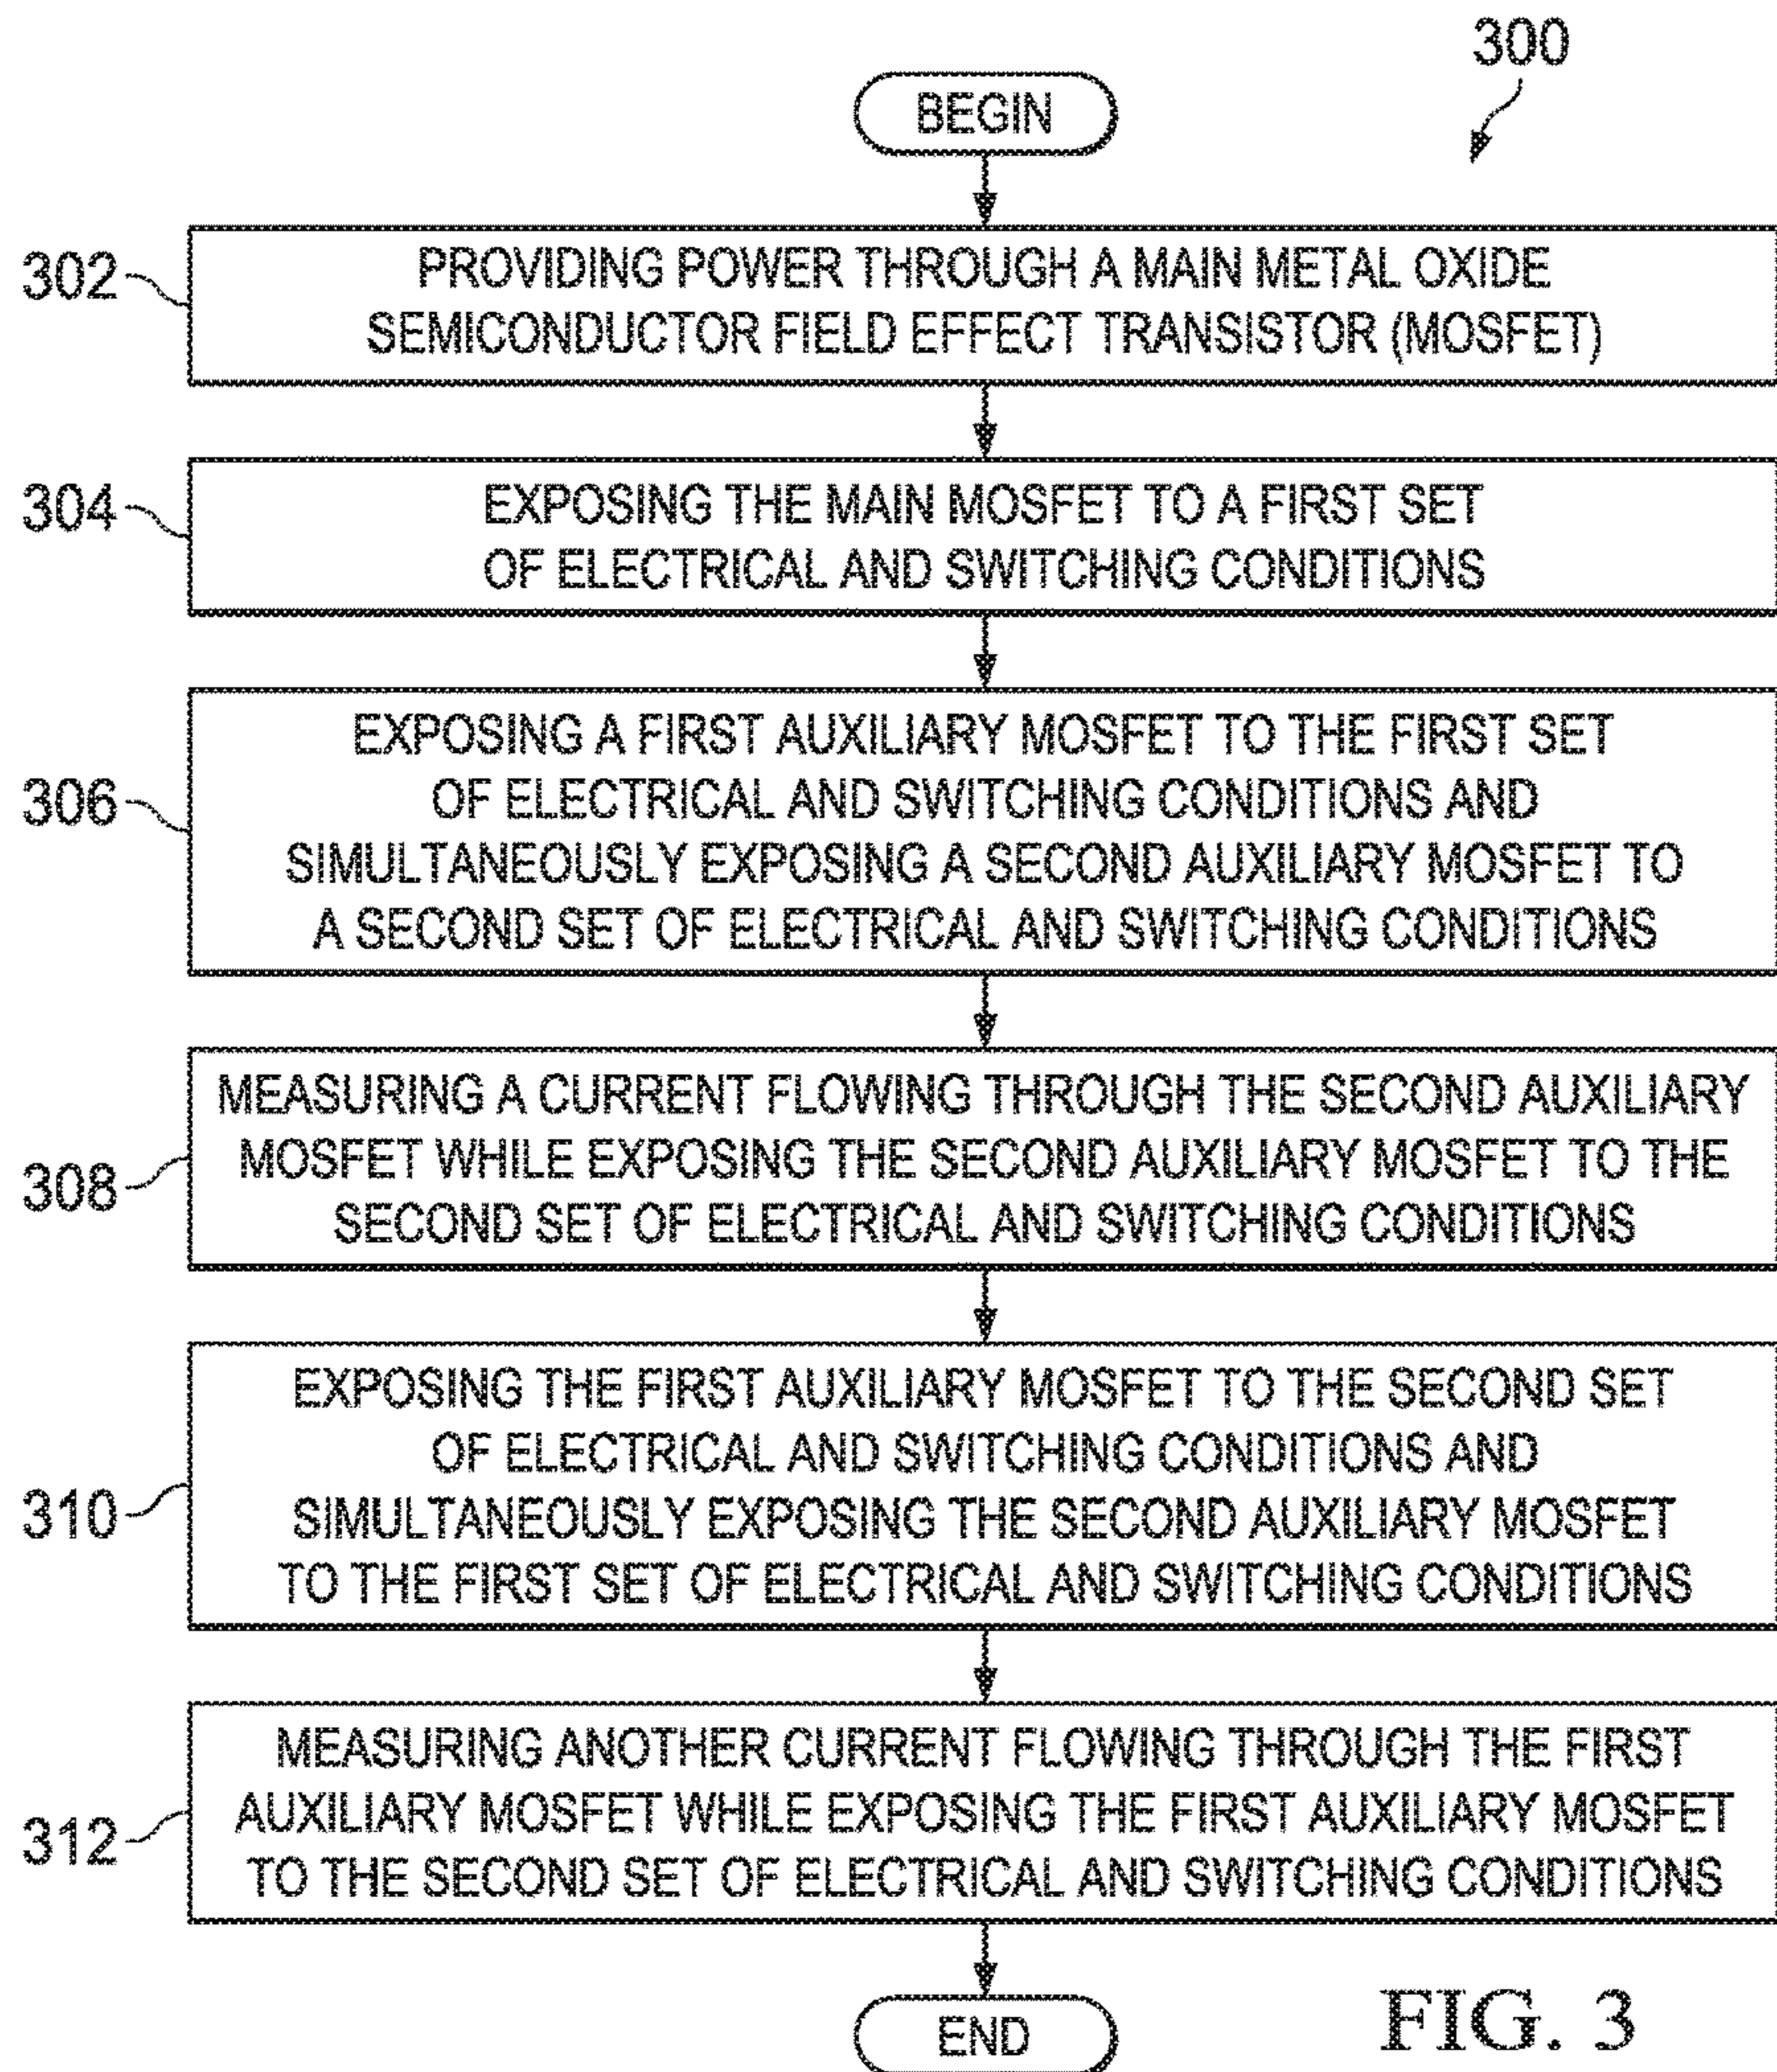 300
BEGIN
302
PROVIDING POWER THROUGH A MAIN METAL OXIDE
SEMICONDUCTOR FIELD EFFECT TRANSISTOR (MOSFET)
304
EXPOSING THE MAIN MOSFET TO A FIRST SET
OF ELECTRICAL AND SWITCHING CONDITIONS
306
EXPOSING A FIRST AUXILIARY MOSFET TO THE FIRST SET
OF ELECTRICAL AND SWITCHING CONDITIONS AND
SIMULTANEOUSLY EXPOSING A SECOND AUXILIARY MOSFET TO
A SECOND SET OF ELECTRICAL AND SWITCHING CONDITIONS
308
MEASURING A CURRENT FLOWING THROUGH THE SECOND AUXILIARY
MOSFET WHILE EXPOSING THE SECOND AUXILIARY MOSFET TO THE
SECOND SET OF ELECTRICAL AND SWITCHING CONDITIONS
310
EXPOSING THE FIRST AUXILIARY MOSFET TO THE SECOND SET
OF ELECTRICAL AND SWITCHING CONDITIONS AND
SIMULTANEOUSLY EXPOSING THE SECOND AUXILIARY MOSFET
TO THE FIRST SET OF ELECTRICAL AND SWITCHING CONDITIONS
312
MEASURING ANOTHER CURRENT FLOWING THROUGH THE FIRST
AUXILIARY MOSFET WHILE EXPOSING THE FIRST AUXILIARY MOSFET
TO THE SECOND SET OF ELECTRICAL AND SWITCHING CONDITIONS
END
FIG. 3